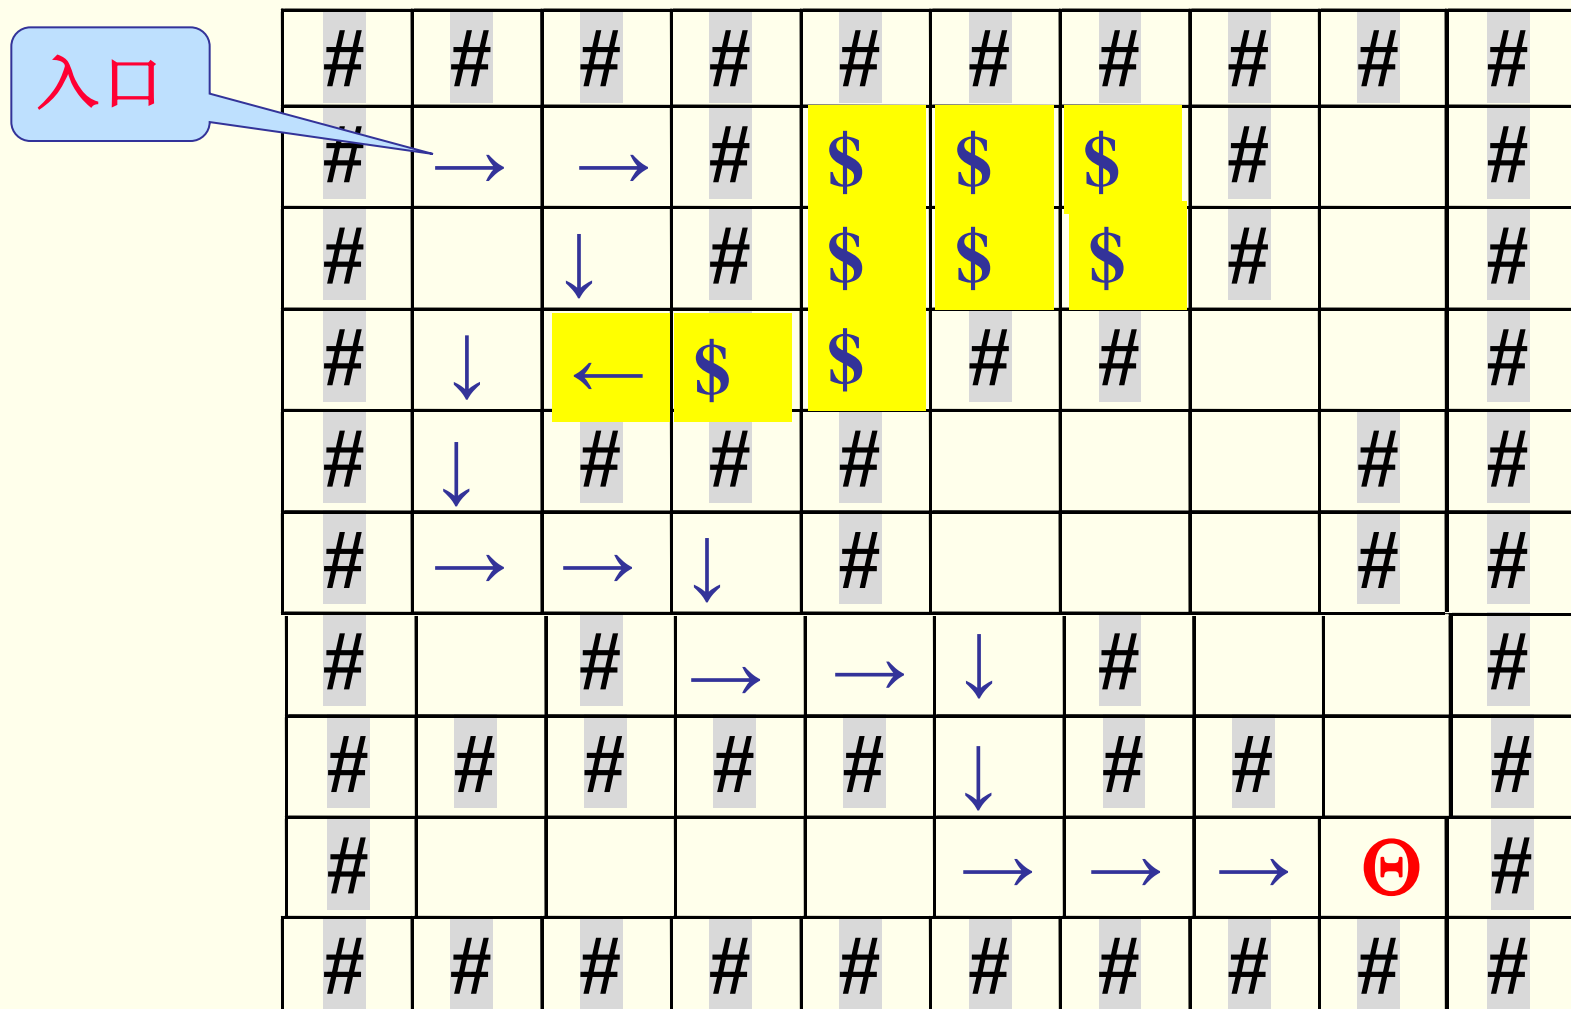 入口
# # # # # # # # # #
# → → # $ $ $ # #
# ↓ # $ $ $ # #
# ↓ ← $ $ # # #
# ↓ # # # # #
# → → ↓ # # #
# # → → ↓ # #
# # # # # ↓ # # #
# → → → Θ #
# # # # # # # # # #